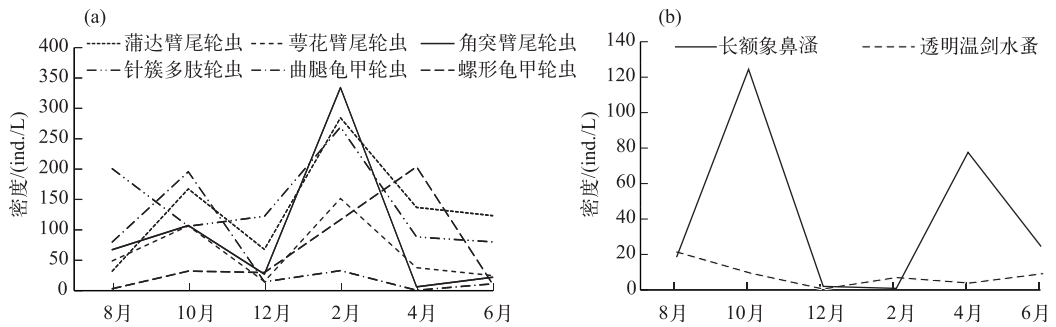 (a)
蒲达臂尾轮虫 萼花臂尾轮虫 角突臂尾轮虫
针簇多肢轮虫 曲腿龟甲轮虫 螺形龟甲轮虫
密度/(ind./L)
400
350
300
250
200
150
100
50
0
8月 10月 12月 2月 4月 6月
(b)
长额象鼻溞 透明温剑水蚤
密度/(ind./L)
140
120
100
80
60
40
20
0
8月 10月 12月 2月 4月 6月